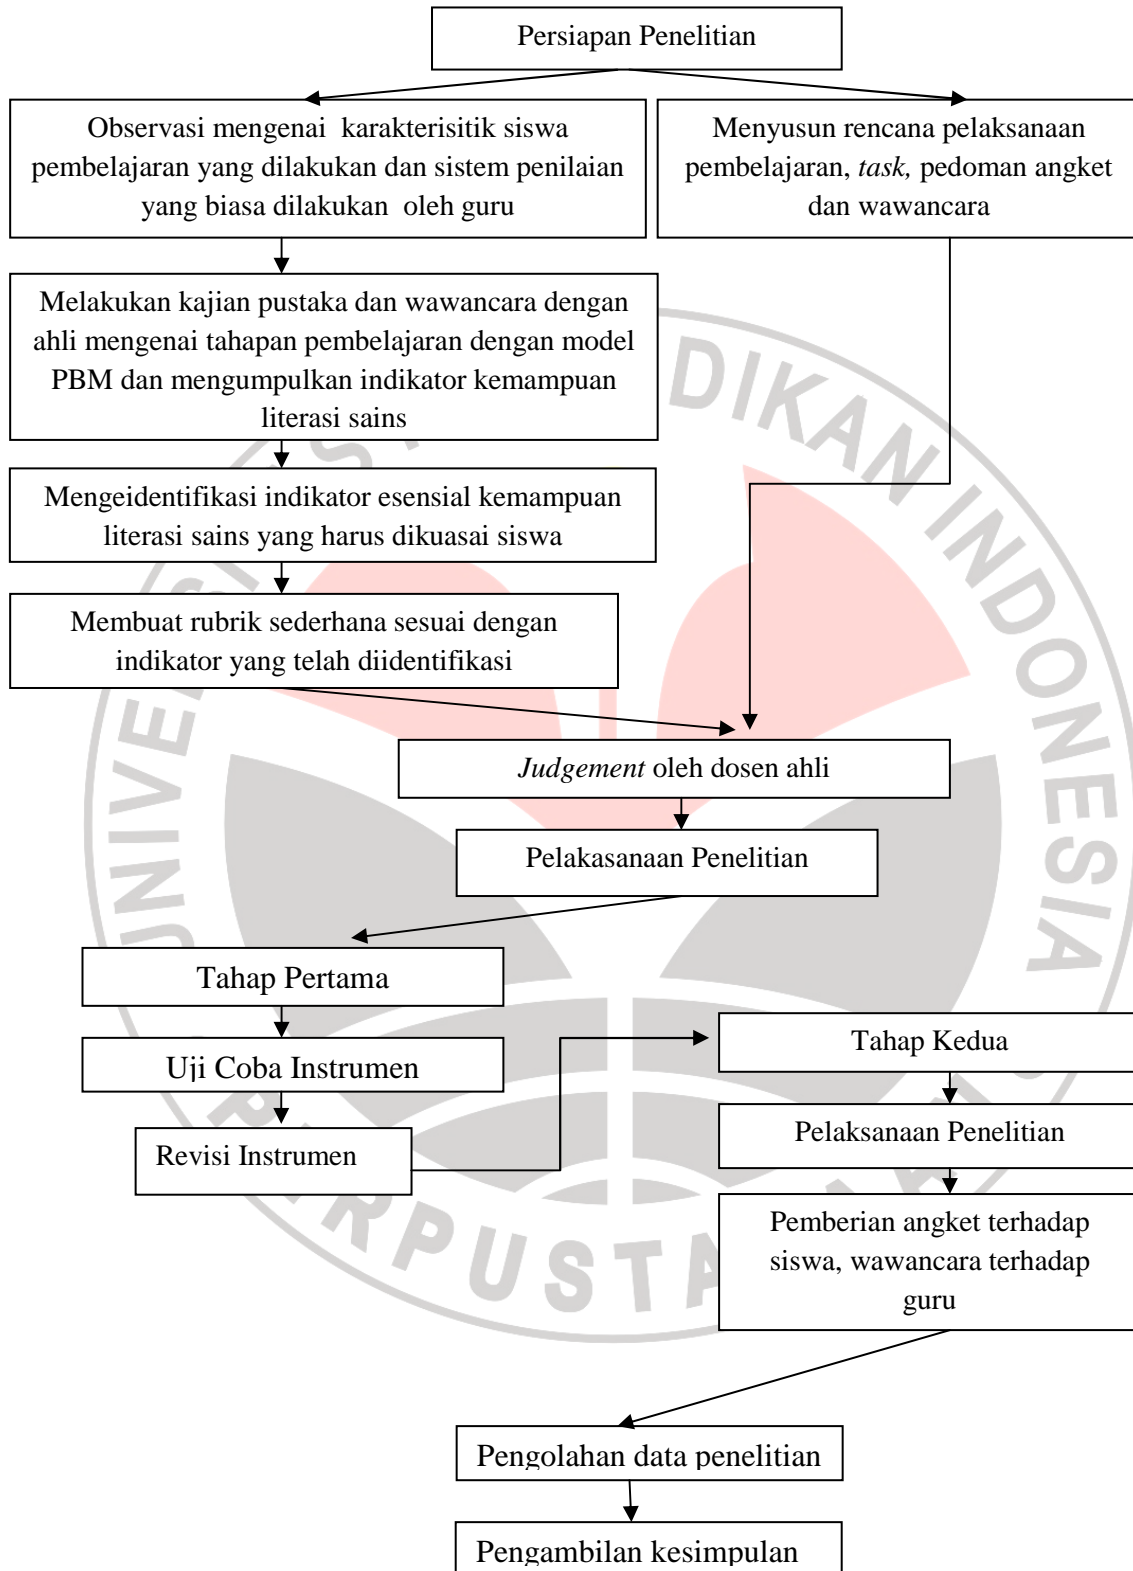 Persiapan Penelitian
Observasi mengenai karakterisitik siswa
pembelajaran yang dilakukan dan sistem penilaian
yang biasa dilakukan oleh guru
Menyusun rencana pelaksanaan
pembelajaran, task, pedoman angket
dan wawancara
Melakukan kajian pustaka dan wawancara dengan
ahli mengenai tahapan pembelajaran dengan model
PBM dan mengumpulkan indikator kemampuan
literasi sains
Mengeidentifikasi indikator esensial kemampuan
literasi sains yang harus dikuasai siswa
Membuat rubrik sederhana sesuai dengan
indikator yang telah diidentifikasi
Judgement oleh dosen ahli
Pelakasanaan Penelitian
Tahap Pertama
Uji Coba Instrumen
Revisi Instrumen
Tahap Kedua
Pelaksanaan Penelitian
Pemberian angket terhadap
siswa, wawancara terhadap
guru
Pengolahan data penelitian
Pengambilan kesimpulan
INDONESIA